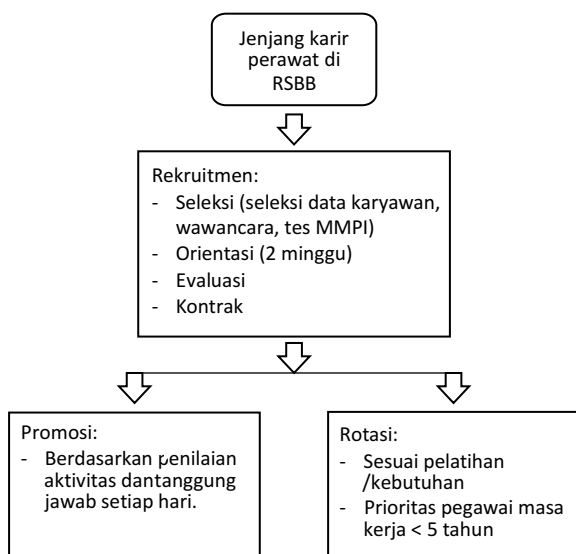 Jenjang karir
perawat di
RSBB
Rekruitmen:
- Seleksi (seleksi data karyawan,
wawancara, tes MMPI)
- Orientasi (2 minggu)
- Evaluasi
- Kontrak
Promosi:
- Berdasarkan penilaian
aktivitas dantanggung
jawab setiap hari.
Rotasi:
- Sesuai pelatihan
/kebutuhan
- Prioritas pegawai masa
kerja < 5 tahun